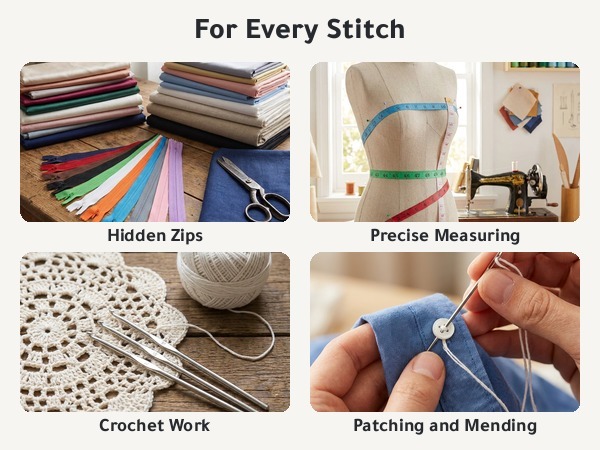 For Every Stitch
Hidden Zips
Precise Measuring
Crochet Work
Patching and Mending